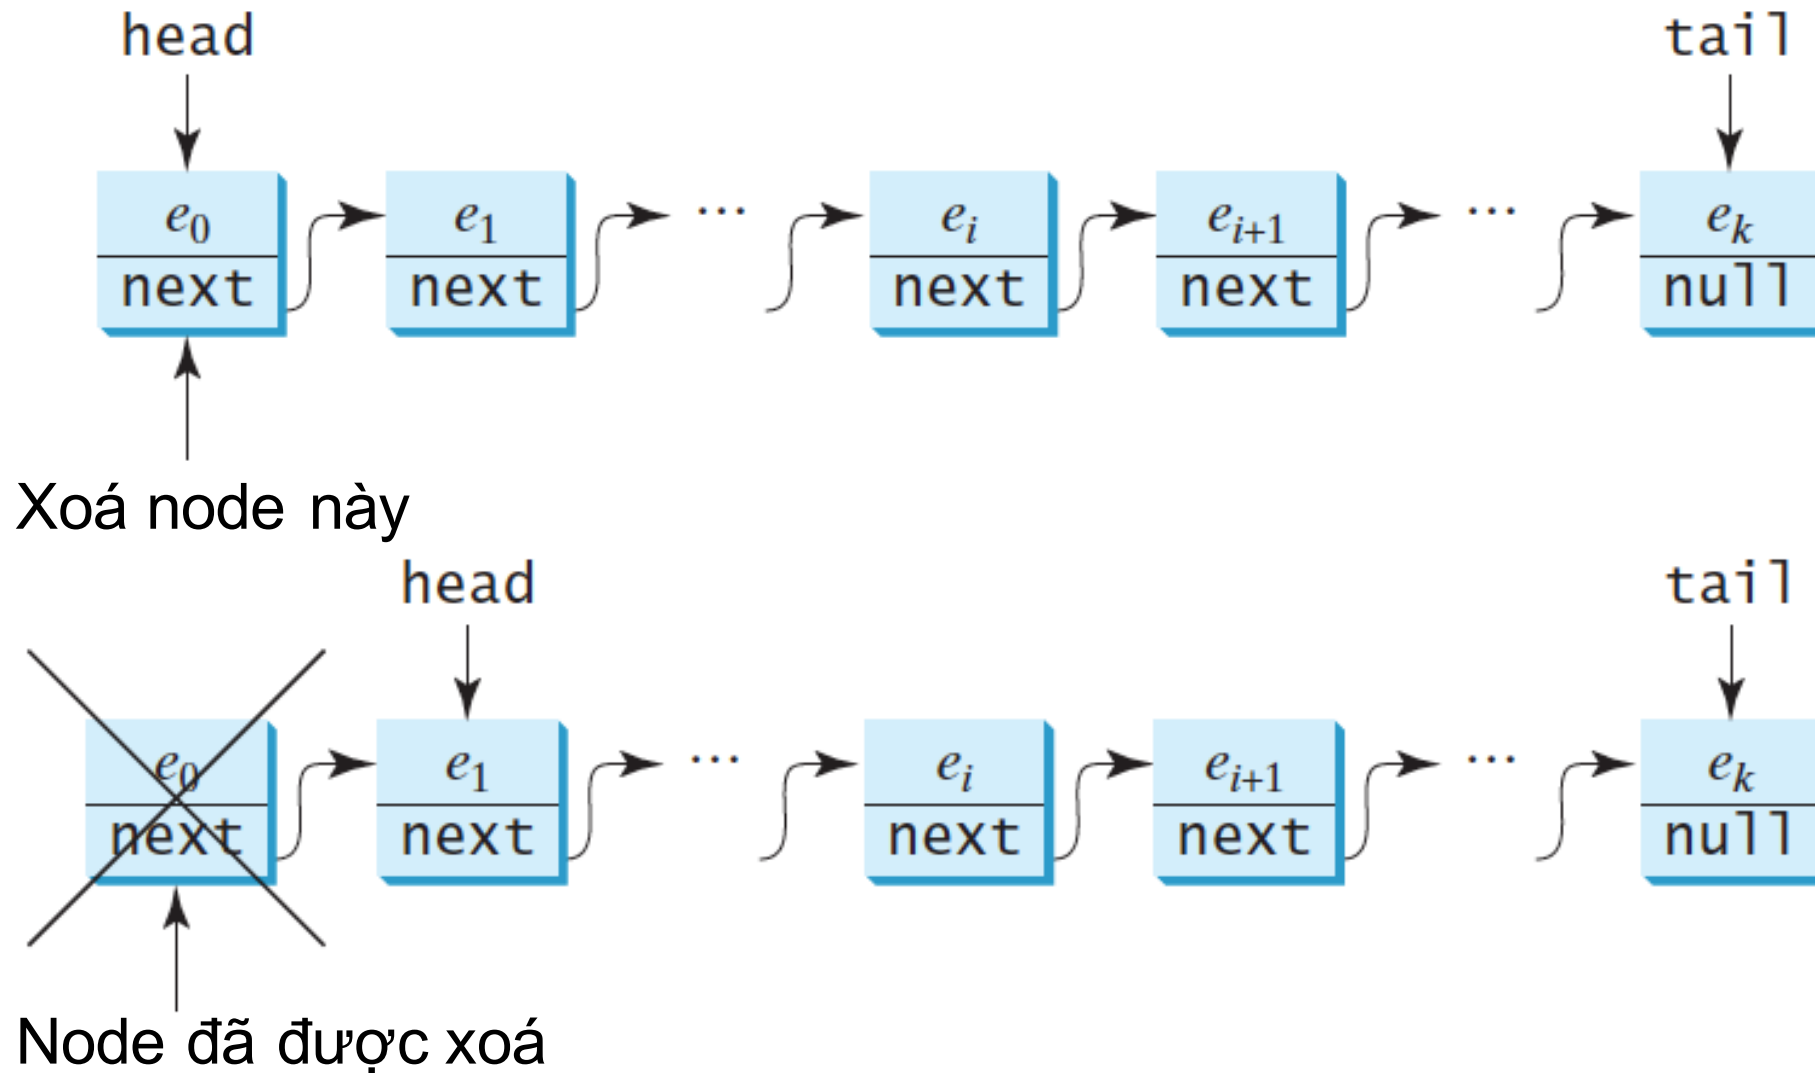 head tail
e0 e1 ... ei ei+1 ... ek
next next next next null
Xoá node này
head tail
e0 e1 ... ei ei+1 ... ek
next next next next null
Node đã được xoá